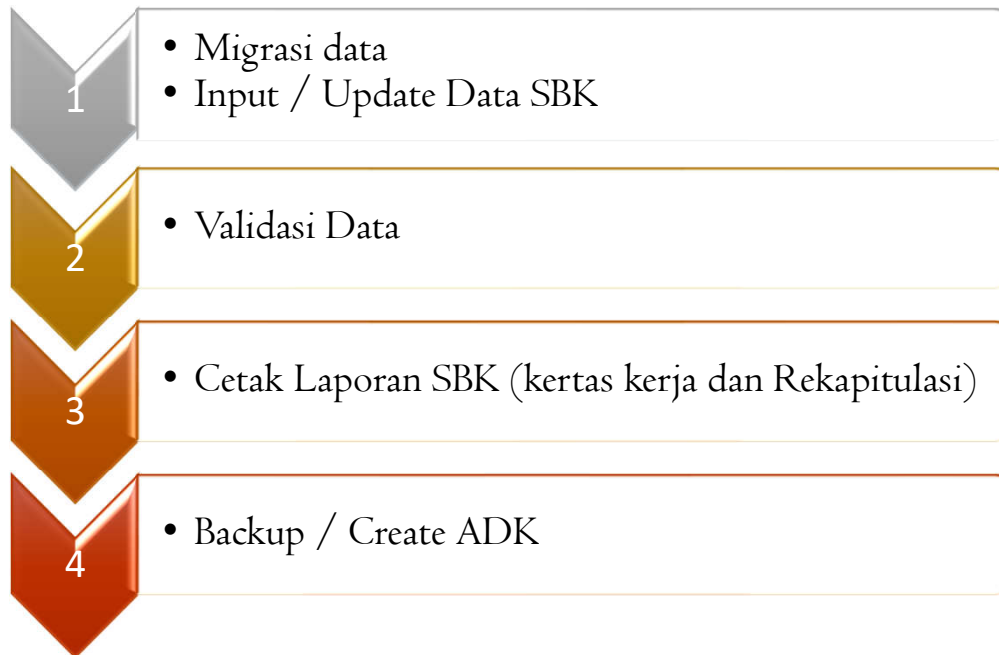 1
• Migrasi data
• Input / Update Data SBK
2
• Validasi Data
3
• Cetak Laporan SBK (kertas kerja dan Rekapitulasi)
4
• Backup / Create ADK